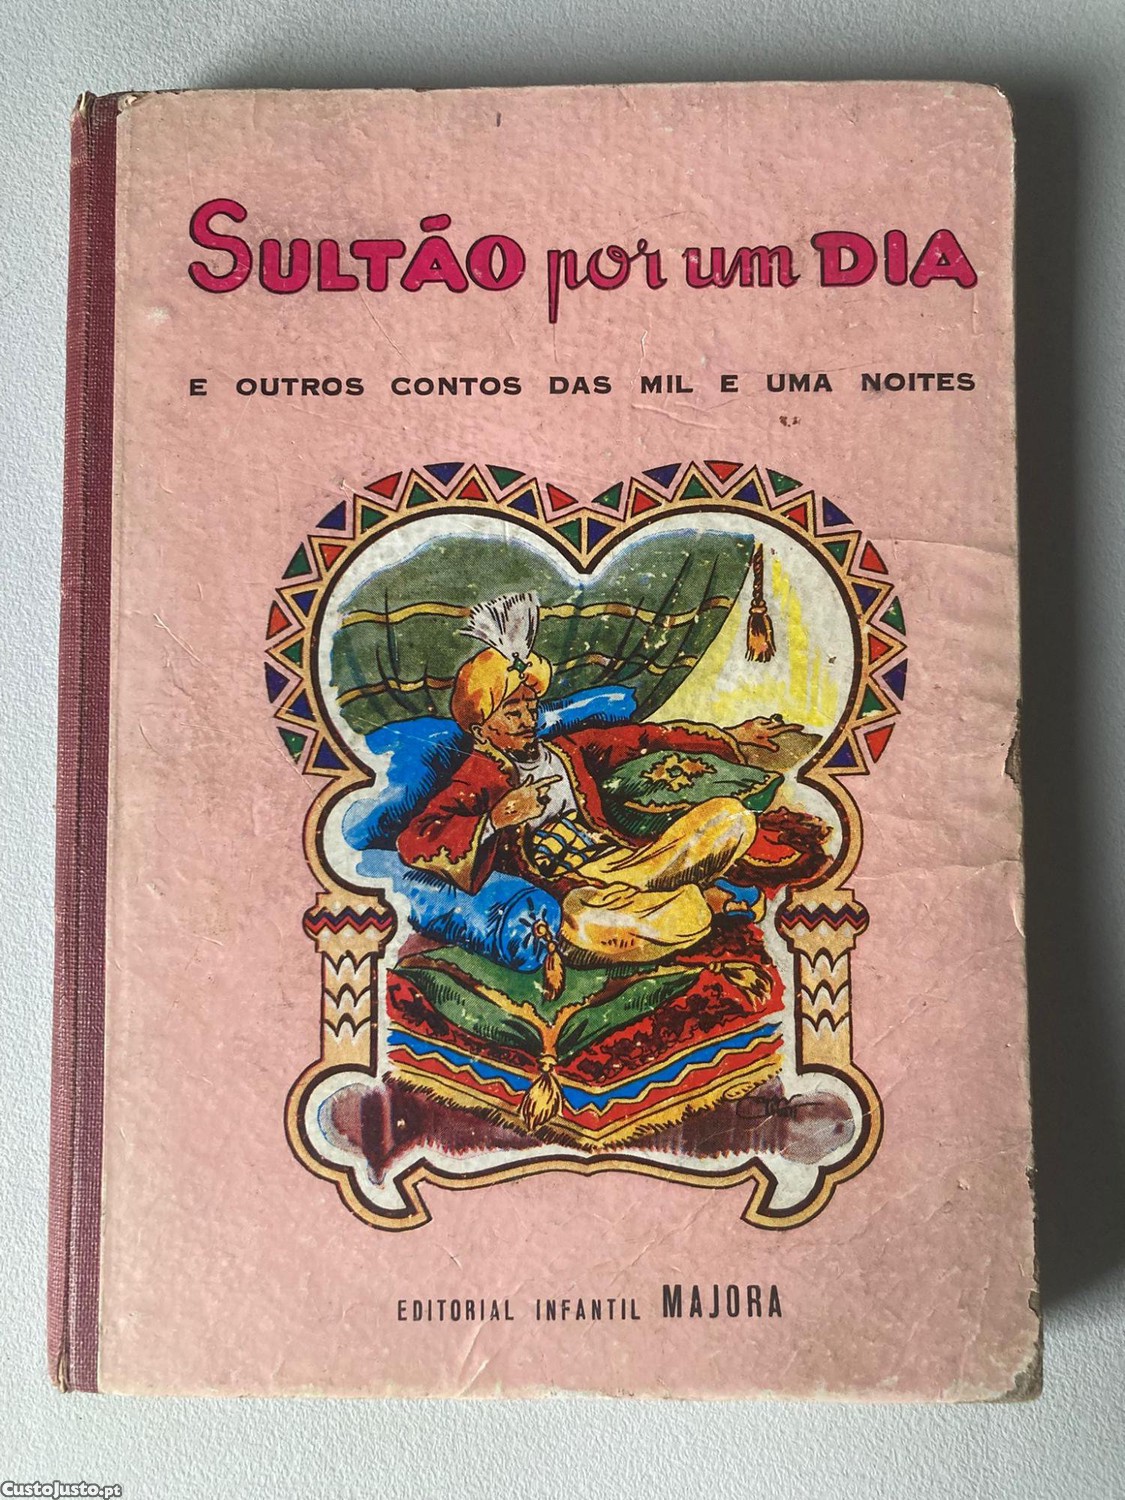 SULTÃO por um DIA
E OUTROS CONTOS DAS MIL E UMA NOITES
EDITORIAL INFANTIL MAJORA
CustoJusto.pt